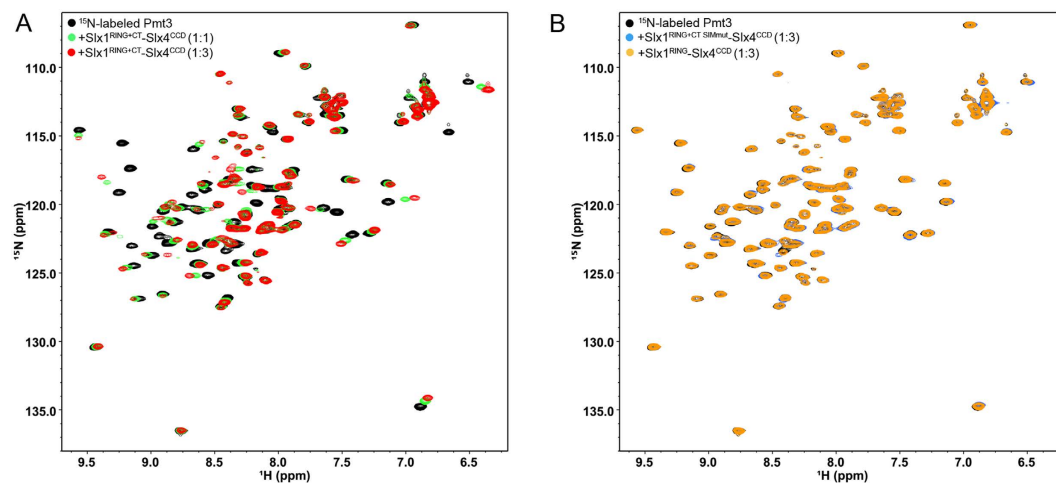 A
¹⁵N-labeled Pmt3
+Slx1ᴿᴵᴺᴳ⁺ᶜᵀ-Slx4ᶜᶜᴰ (1:1)
+Slx1ᴿᴵᴺᴳ⁺ᶜᵀ-Slx4ᶜᶜᴰ (1:3)
110.0
115.0
120.0
125.0
130.0
135.0
¹⁵N (ppm)
9.5 9.0 8.5 8.0 7.5 7.0 6.5
¹H (ppm)
B
¹⁵N-labeled Pmt3
+Slx1ᴿᴵᴺᴳ⁺ᶜᵀ ˢᴵᴹᵐᵘᵗ-Slx4ᶜᶜᴰ (1:3)
+Slx1ᴿᴵᴺᴳ-Slx4ᶜᶜᴰ (1:3)
110.0
115.0
120.0
125.0
130.0
135.0
¹⁵N (ppm)
9.5 9.0 8.5 8.0 7.5 7.0 6.5
¹H (ppm)